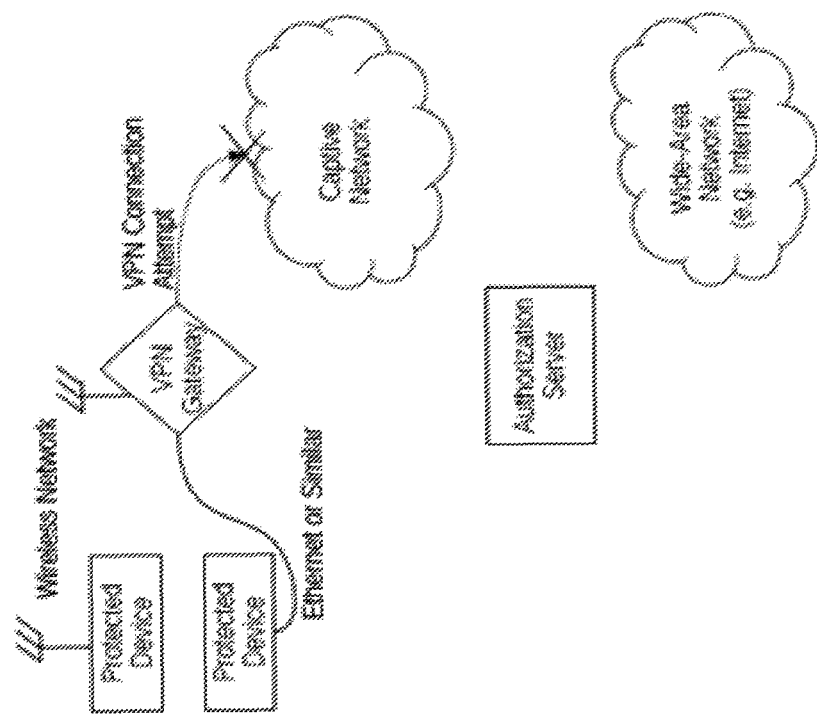 Protected
Device
Wireless Network
Protected
Device
Ethernet or Similar
VPN
Gateway
VPN Connection
Attempt
Captive
Network
Authorization
Server
Wide-Area
Network
(e.g. Internet)